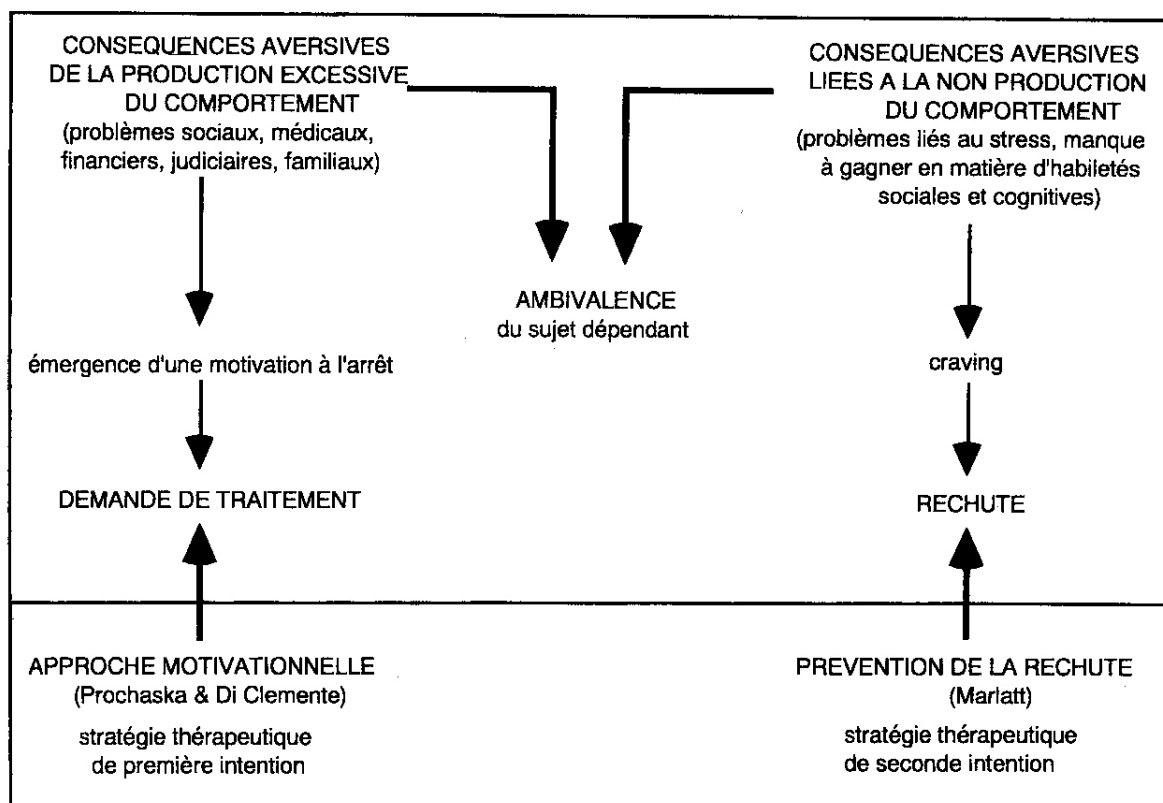 CONSEQUENCES AVERSIVES
DE LA PRODUCTION EXCESSIVE
DU COMPORTEMENT
(problèmes sociaux, médicaux,
financiers, judiciaires, familiaux)
CONSEQUENCES AVERSIVES
LIEES A LA NON PRODUCTION
DU COMPORTEMENT
(problèmes liés au stress, manque
à gagner en matière d'habiletés
sociales et cognitives)
AMBIVALENCE
du sujet dépendant
émergence d'une motivation à l'arrêt
craving
DEMANDE DE TRAITEMENT
RECHUTE
APPROCHE MOTIVATIONNELLE
(Prochaska & Di Clemente)
stratégie thérapeutique
de première intention
PREVENTION DE LA RECHUTE
(Marlatt)
stratégie thérapeutique
de seconde intention